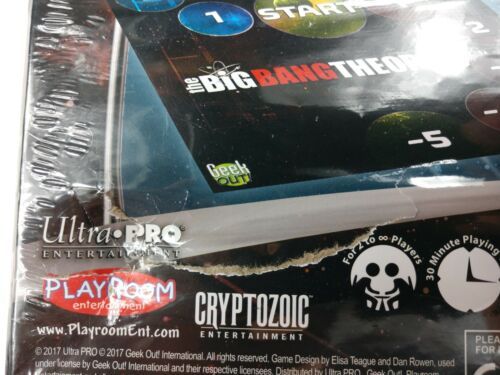 1
START
2
the BIG BANG THEORY
-5
Geek OUT!
Ultra•PRO
ENTERTAINMENT
PLAYROOM
entertainment
www.PlayroomEnt.com
CRYPTOZOIC
ENTERTAINMENT
For 2 to ∞ Players
30 Minute Playing
PLEA
FOR A
© 2017 Ultra PRO © 2017 Geek Out! International. All Rights Reserved. Game Design by Elisa Teague and Dan Rowen, used
under license by Geek Out! International and their respective licensees. Distributed by Ultra PRO